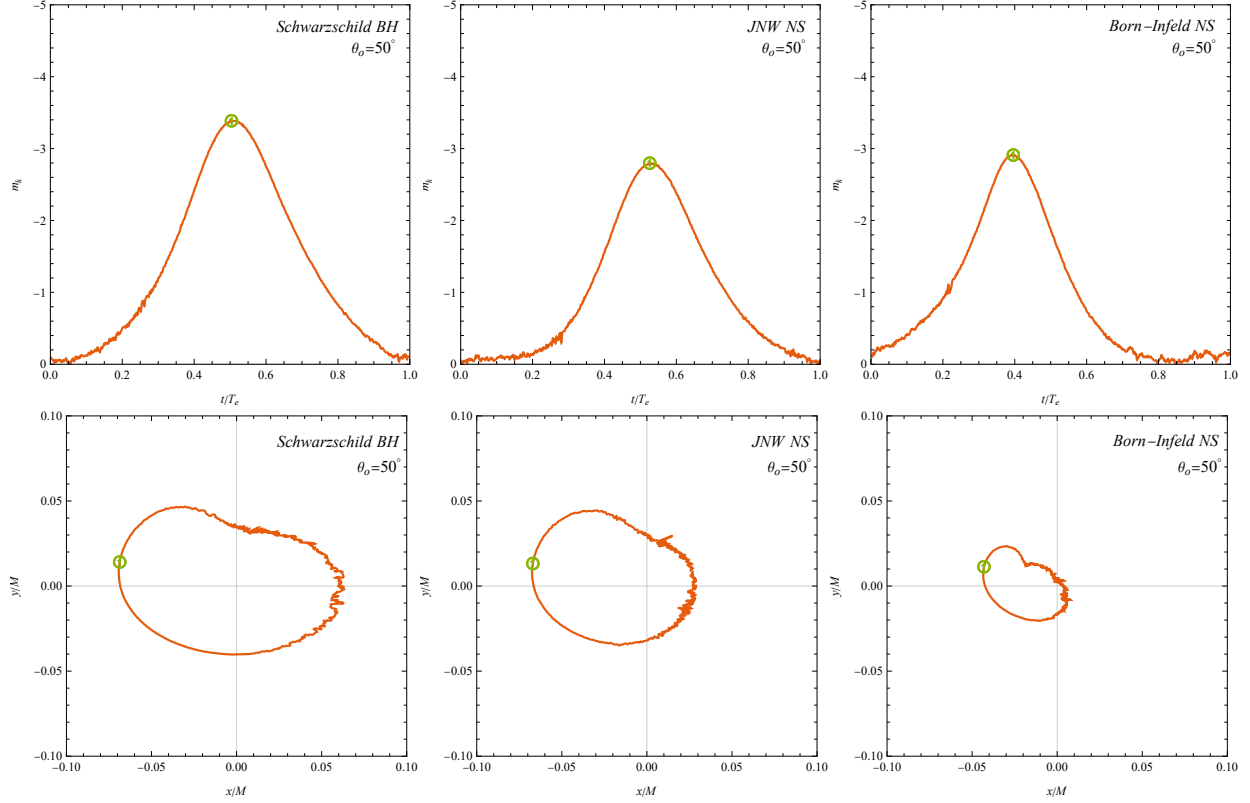 Schwarzschild BH
θₒ=50°
−5
−4
−3
−2
−1
0
mₖ
0.0 0.2 0.4 0.6 0.8 1.0
t/Tₑ
JNW NS
θₒ=50°
−5
−4
−3
−2
−1
0
mₖ
0.0 0.2 0.4 0.6 0.8 1.0
t/Tₑ
Born−Infeld NS
θₒ=50°
−5
−4
−3
−2
−1
0
mₖ
0.0 0.2 0.4 0.6 0.8 1.0
t/Tₑ
Schwarzschild BH
θₒ=50°
0.10
0.05
0.00
−0.05
−0.10
y/M
−0.10 −0.05 0.00 0.05 0.10
x/M
JNW NS
θₒ=50°
0.10
0.05
0.00
−0.05
−0.10
y/M
−0.10 −0.05 0.00 0.05 0.10
x/M
Born−Infeld NS
θₒ=50°
0.10
0.05
0.00
−0.05
−0.10
y/M
−0.10 −0.05 0.00 0.05 0.10
x/M